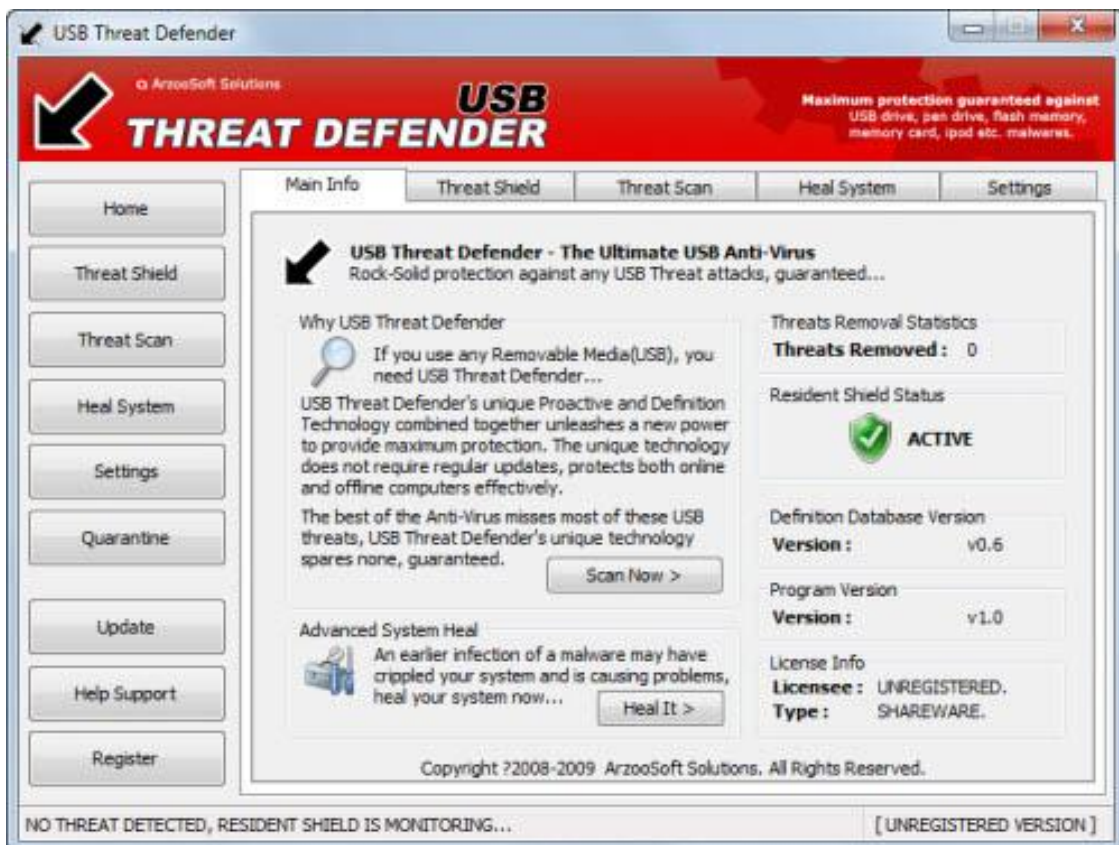 USB Threat Defender
ArzooSoft Solutions
USB
THREAT DEFENDER
Maximum protection guaranteed against
USB drive, pen drive, flash memory,
memory card, ipod etc. malwares.
Home
Threat Shield
Threat Scan
Heal System
Settings
Quarantine
Update
Help Support
Register
Main Info
Threat Shield
Threat Scan
Heal System
Settings
USB Threat Defender - The Ultimate USB Anti-Virus
Rock-Solid protection against any USB Threat attacks, guaranteed...
Why USB Threat Defender
If you use any Removable Media(USB), you
need USB Threat Defender...
USB Threat Defender's unique Proactive and Definition
Technology combined together unleashes a new power
to provide maximum protection. The unique technology
does not require regular updates, protects both online
and offline computers effectively.
The best of the Anti-Virus misses most of these USB
threats, USB Threat Defender's unique technology
spares none, guaranteed.
Scan Now >
Advanced System Heal
An earlier infection of a malware may have
crippled your system and is causing problems,
heal your system now...
Heal It >
Threats Removal Statistics
Threats Removed : 0
Resident Shield Status
ACTIVE
Definition Database Version
Version : v0.6
Program Version
Version : v1.0
License Info
Licensee : UNREGISTERED.
Type : SHAREWARE.
Copyright ?2008-2009 ArzooSoft Solutions. All Rights Reserved.
NO THREAT DETECTED, RESIDENT SHIELD IS MONITORING...
[ UNREGISTERED VERSION ]